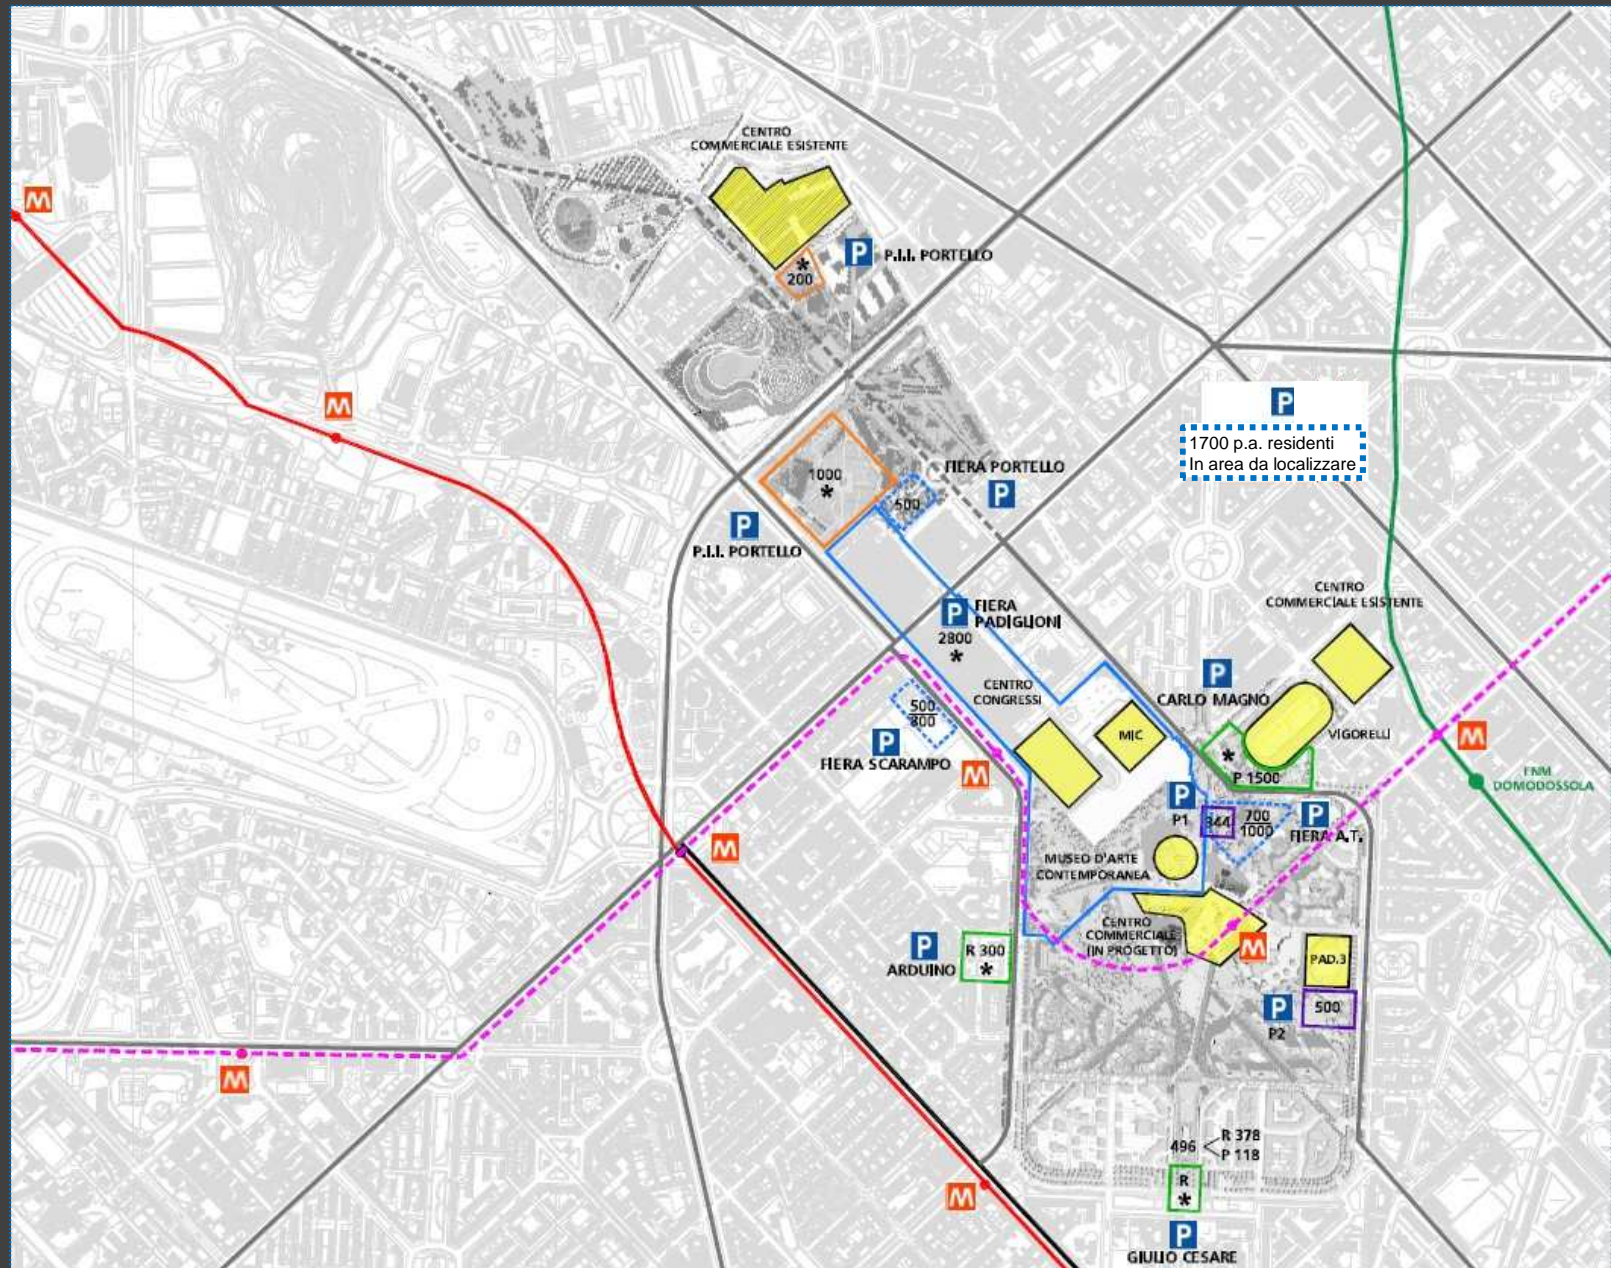 CENTRO
COMMERCIALE ESISTENTE
M
P
P.I.I. PORTELLO
*
200
M
P
1700 p.a. residenti
In area da localizzare
1000
*
FIERA PORTELLO
P
500
P
P.I.I. PORTELLO
CENTRO
COMMERCIALE ESISTENTE
P
FIERA
PADIGLIONI
2800
*
P
CARLO MAGNO
CENTRO
CONGRESSI
500
800
P
FIERA SCARAMPO
M
MIC
VIGORELLI
M
*
P 1500
FNM
DOMODOSSOLA
P
P1
344
700
1000
P
FIERA A.T.
M
MUSEO D'ARTE
CONTEMPORANEA
CENTRO
COMMERCIALE
(IN PROGETTO)
M
P
ARDUINO
R 300
*
PAD.3
P
P2
500
M
496
R 378
P 118
M
R
*
P
GIULIO CESARE